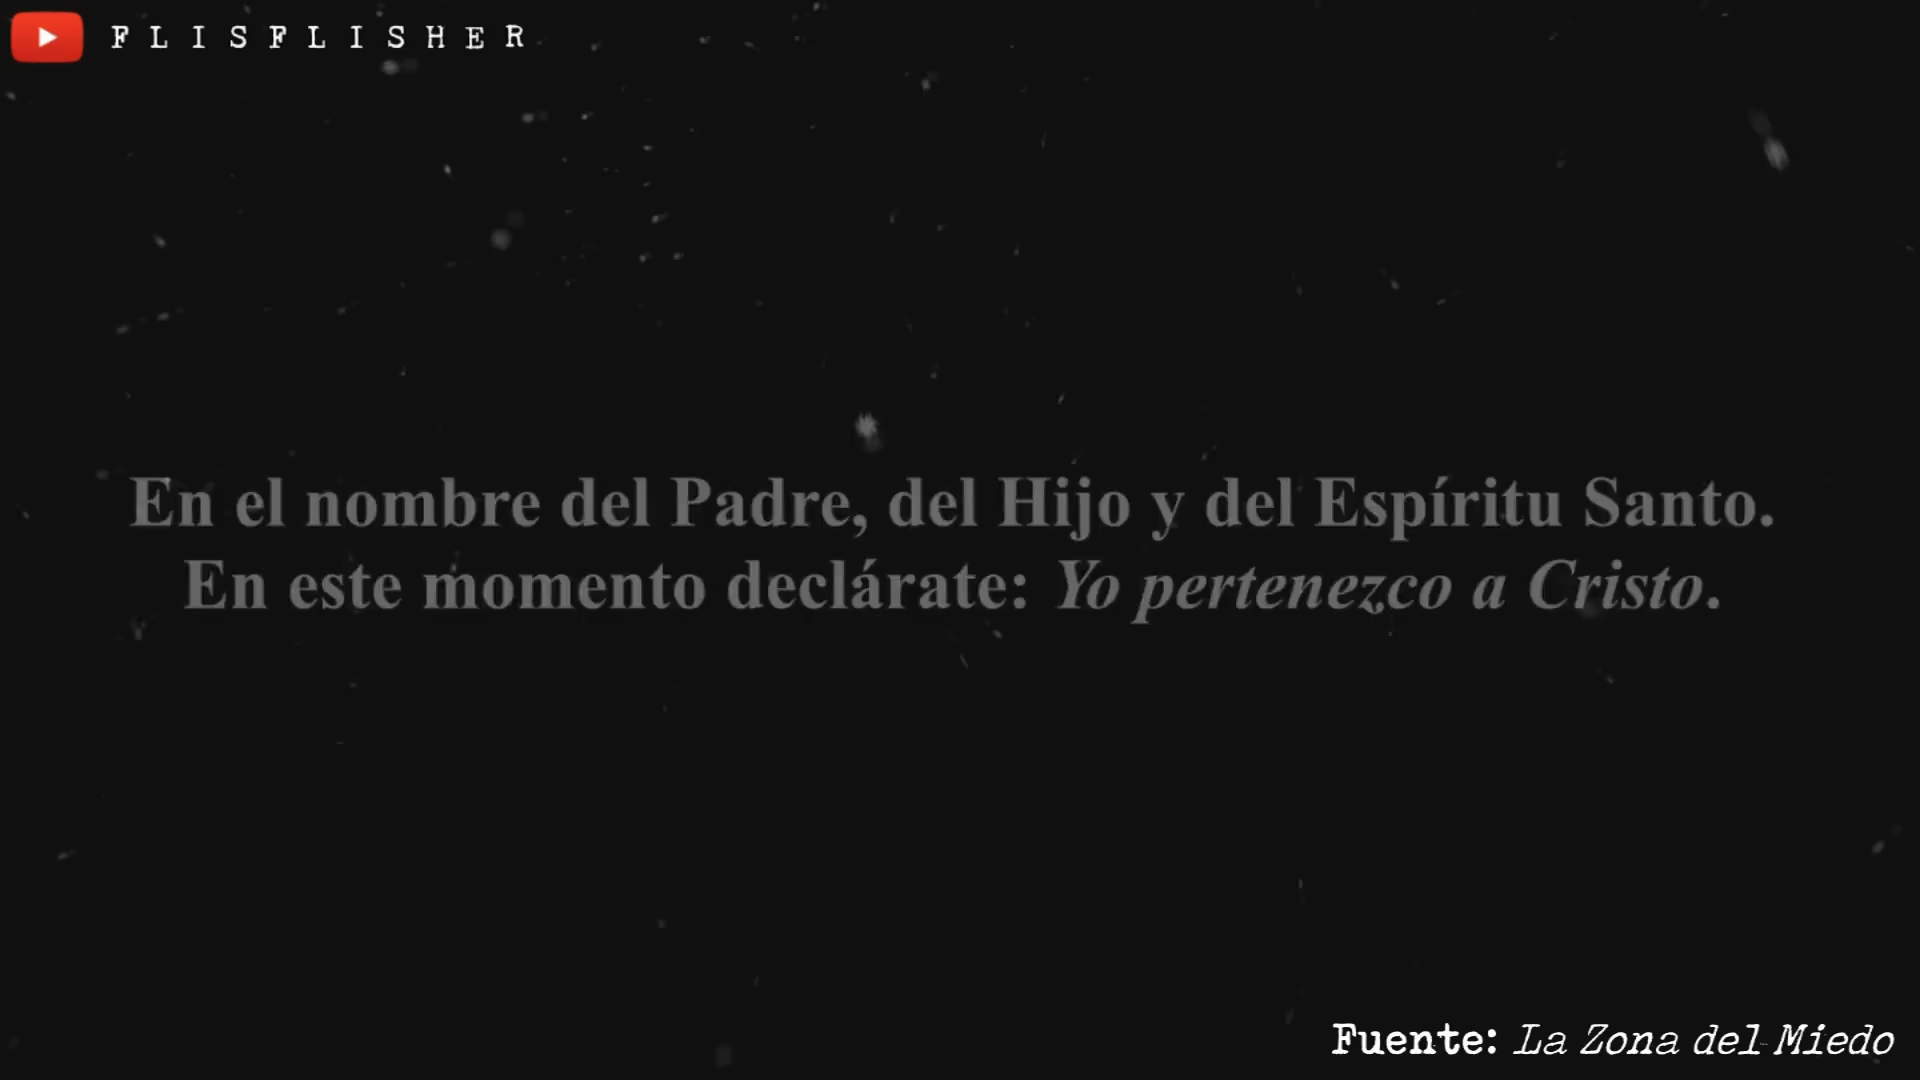 FLISFLISHER
En el nombre del Padre, del Hijo y del Espíritu Santo.
En este momento declárate: Yo pertenezco a Cristo.
Fuente: La Zona del Miedo